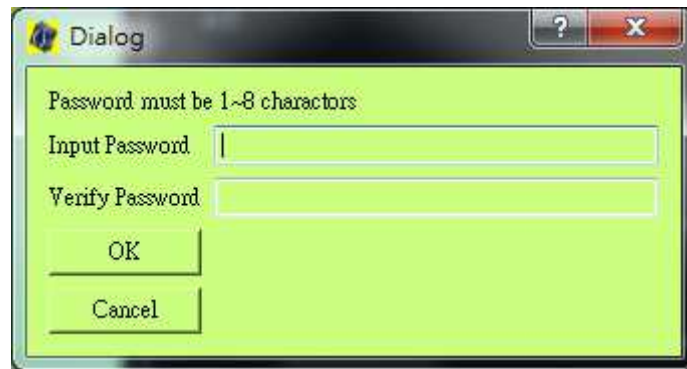 Dialog
?
X
Password must be 1~8 charactors
Input Password
Verify Password
OK
Cancel